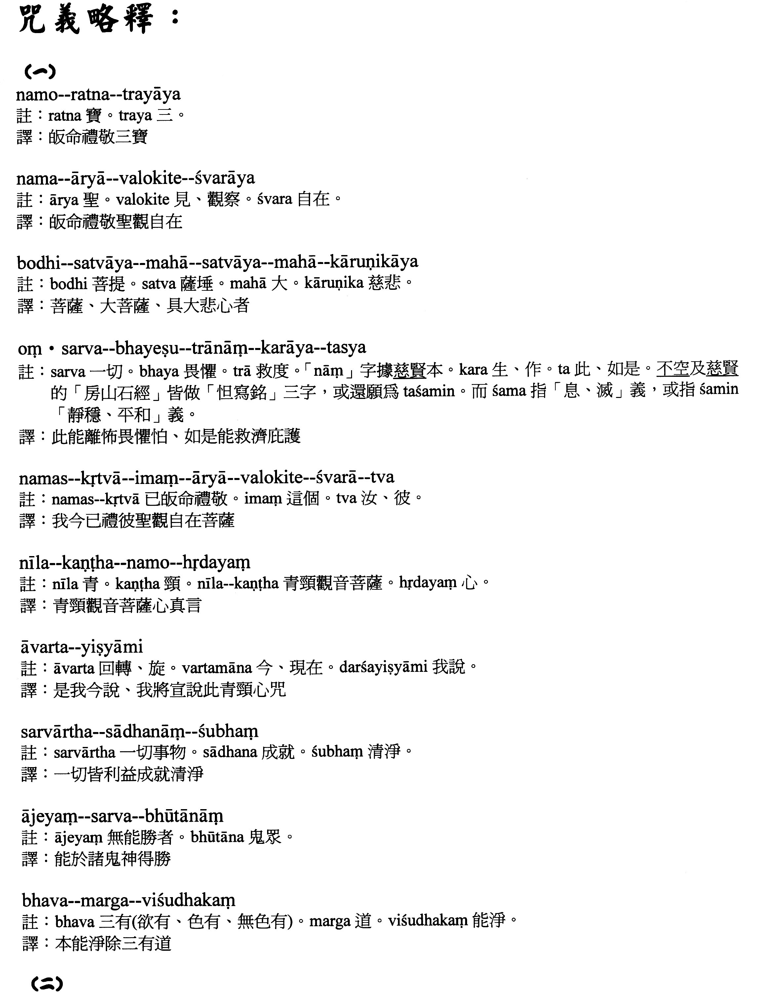 咒義略釋：
(一)
namo--ratna--trayāya
註：ratna 寶。traya 三。
譯：皈命禮敬三寶
nama--āryā--valokite--śvarāya
註：ārya 聖。valokite 見、觀察。śvara 自在。
譯：皈命禮敬聖觀自在
bodhi--satvāya--mahā--satvāya--mahā--kāruṇikāya
註：bodhi 菩提。satva 薩埵。mahā 大。kāruṇika 慈悲。
譯：菩薩、大菩薩、具大悲心者
oṃ • sarva--bhayeṣu--trānāṃ--karāya--tasya
註：sarva 一切。bhaya 畏懼。trā 救度。「nāṃ」字據慈賢本。kara 生、作。ta 此、如是。不空及慈賢
的「房山石經」皆做「怛寫銘」三字，或還願爲 taśamin。而 śama 指「息、滅」義，或指 śamin
「靜穩、平和」義。
譯：此能離怖畏懼怕、如是能救濟庇護
namas--kṛtvā--imaṃ--āryā--valokite--śvarā--tva
註：namas--kṛtvā 已皈命禮敬。imaṃ 這個。tva 汝、彼。
譯：我今已禮彼聖觀自在菩薩
nīla--kaṇṭha--namo--hṛdayaṃ
註：nīla 青。kaṇṭha 頸。nīla--kaṇṭha 青頸觀音菩薩。hṛdayaṃ 心。
譯：青頸觀音菩薩心真言
āvarta--yiṣyāmi
註：āvarta 回轉、旋。vartamāna 今、現在。darśayiṣyāmi 我說。
譯：是我今說、我將宣說此青頸心咒
sarvārtha--sādhanāṃ--śubhaṃ
註：sarvārtha 一切事物。sādhana 成就。śubhaṃ 清淨。
譯：一切皆利益成就清淨
ājeyaṃ--sarva--bhūtānāṃ
註：ājeyaṃ 無能勝者。bhūtāna 鬼眾。
譯：能於諸鬼神得勝
bhava--marga--viśudhakaṃ
註：bhava 三有(欲有、色有、無色有)。marga 道。viśudhakaṃ 能淨。
譯：本能淨除三有道
(二)